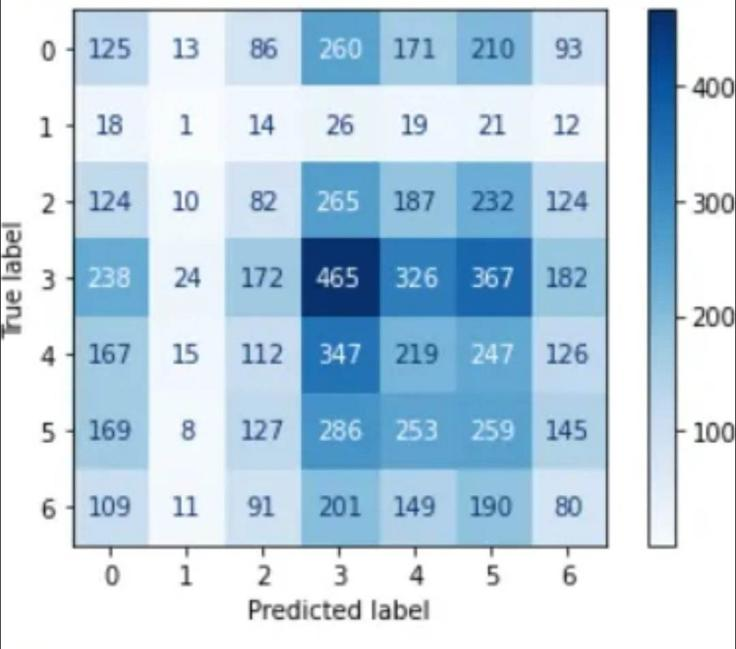 0 125 13 86 260 171 210 93
1 18 1 14 26 19 21 12
2 124 10 82 265 187 232 124
3 238 24 172 465 326 367 182
4 167 15 112 347 219 247 126
5 169 8 127 286 253 259 145
6 109 11 91 201 149 190 80
0 1 2 3 4 5 6
Predicted label
True label
400
300
200
100